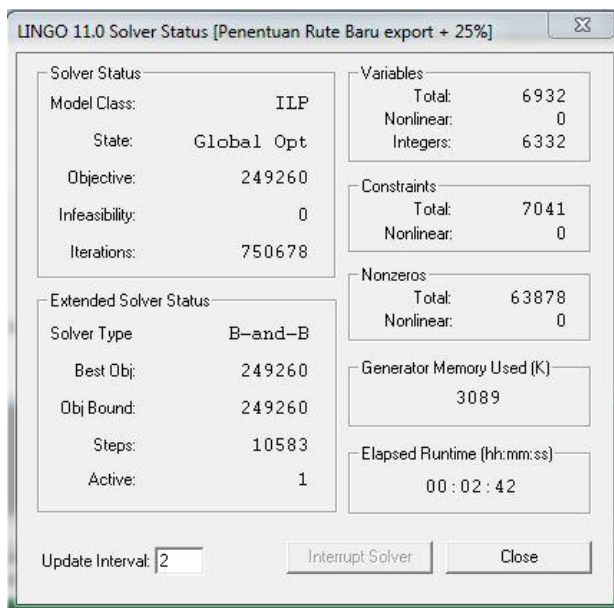 LINGO 11.0 Solver Status [Penentuan Rute Baru export + 25%]
Solver Status
Model Class: ILP
State: Global Opt
Objective: 249260
Infeasibility: 0
Iterations: 750678
Extended Solver Status
Solver Type B-and-B
Best Obj: 249260
Obj Bound: 249260
Steps: 10583
Active: 1
Variables
Total: 6932
Nonlinear: 0
Integers: 6332
Constraints
Total: 7041
Nonlinear: 0
Nonzeros
Total: 63878
Nonlinear: 0
Generator Memory Used (K)
3089
Elapsed Runtime (hh:mm:ss)
00:02:42
Update Interval: 2
Interrupt Solver
Close